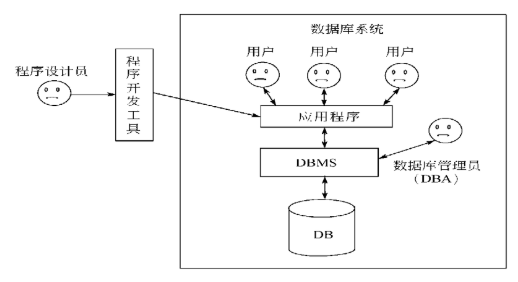 数据库系统
用户 用户 用户
程序设计员
程序开发工具
应用程序
DBMS
数据库管理员
（DBA）
DB